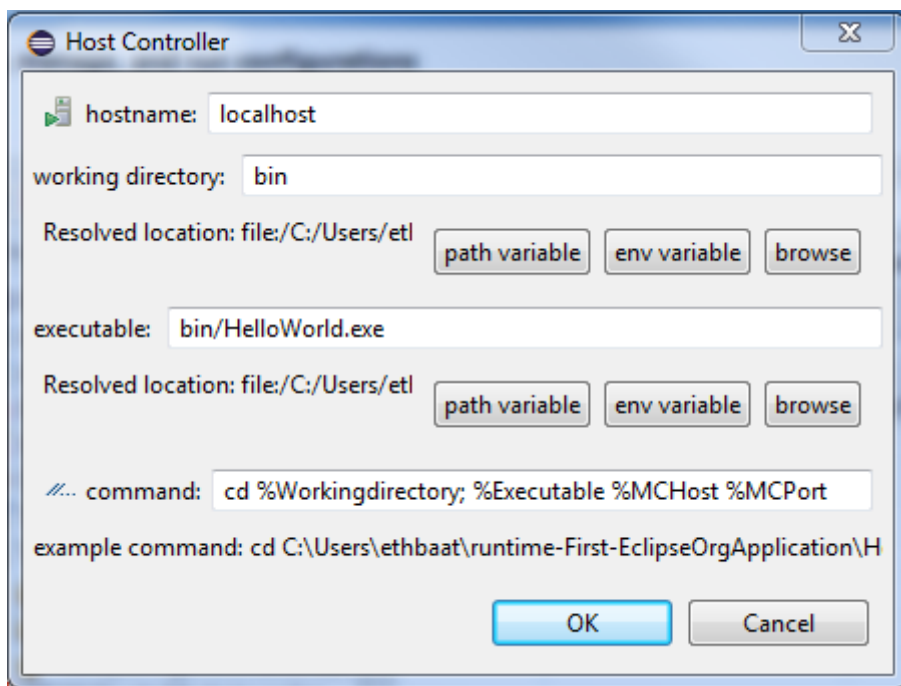 Host Controller
configurations
hostname: localhost
working directory: bin
Resolved location: file:/C:/Users/etl
path variable env variable browse
executable: bin/HelloWorld.exe
Resolved location: file:/C:/Users/etl
path variable env variable browse
command: cd %Workingdirectory; %Executable %MCHost %MCPort
example command: cd C:\Users\ethbaat\runtime-First-EclipseOrgApplication\H
OK Cancel